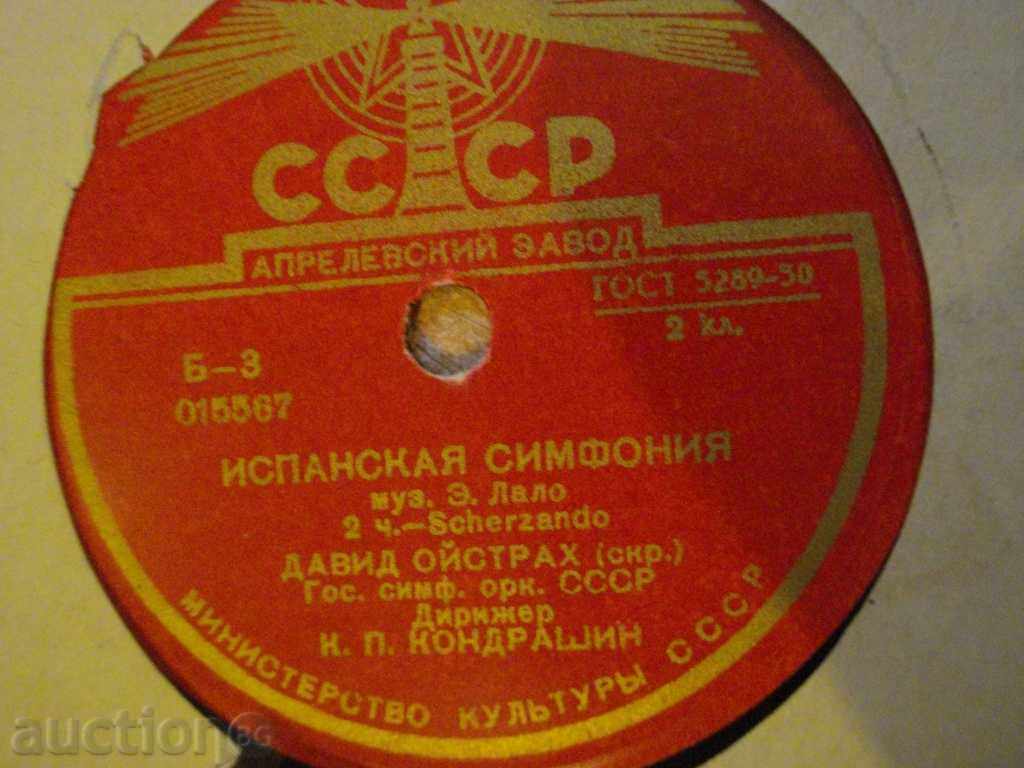 СССР
АПРЕЛЕВСКИЙ ЗАВОД
ГОСТ 5289-50
2 кл.
Б-3
015567
ИСПАНСКАЯ СИМФОНИЯ
муз. Э. Лало
2 ч.-Scherzando
ДАВИД ОЙСТРАХ (скр.)
Гос. симф. орк. СССР
Дирижер
К. П. КОНДРАШИН
МИНИСТЕРСТВО КУЛЬТУРЫ СССР
auction